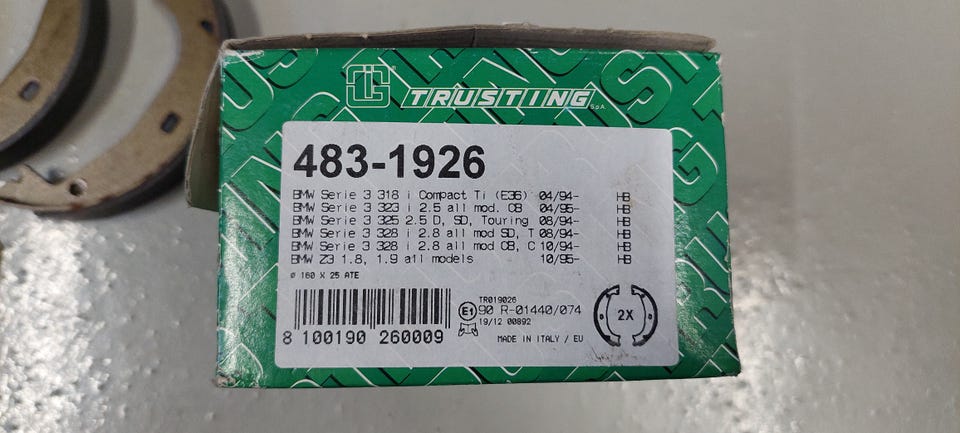 TRUSTING S.p.A.
483-1926
BMW Serie 3 318 i Compact Ti (E36) 04/94- HB
BMW Serie 3 323 i 2.5 all mod. CB 04/95- HB
BMW Serie 3 325 2.5 D, SD, Touring 08/94- HB
BMW Serie 3 328 i 2.8 all mod SD, T 08/94- HB
BMW Serie 3 328 i 2.8 all mod CB, C 10/94- HB
BMW Z3 1.8, 1.9 all models 10/95- HB
ø 160 X 25 ATE
TR019026
E1 90 R-01440/074
19/12 00892
2X
8 100190 260009
MADE IN ITALY / EU